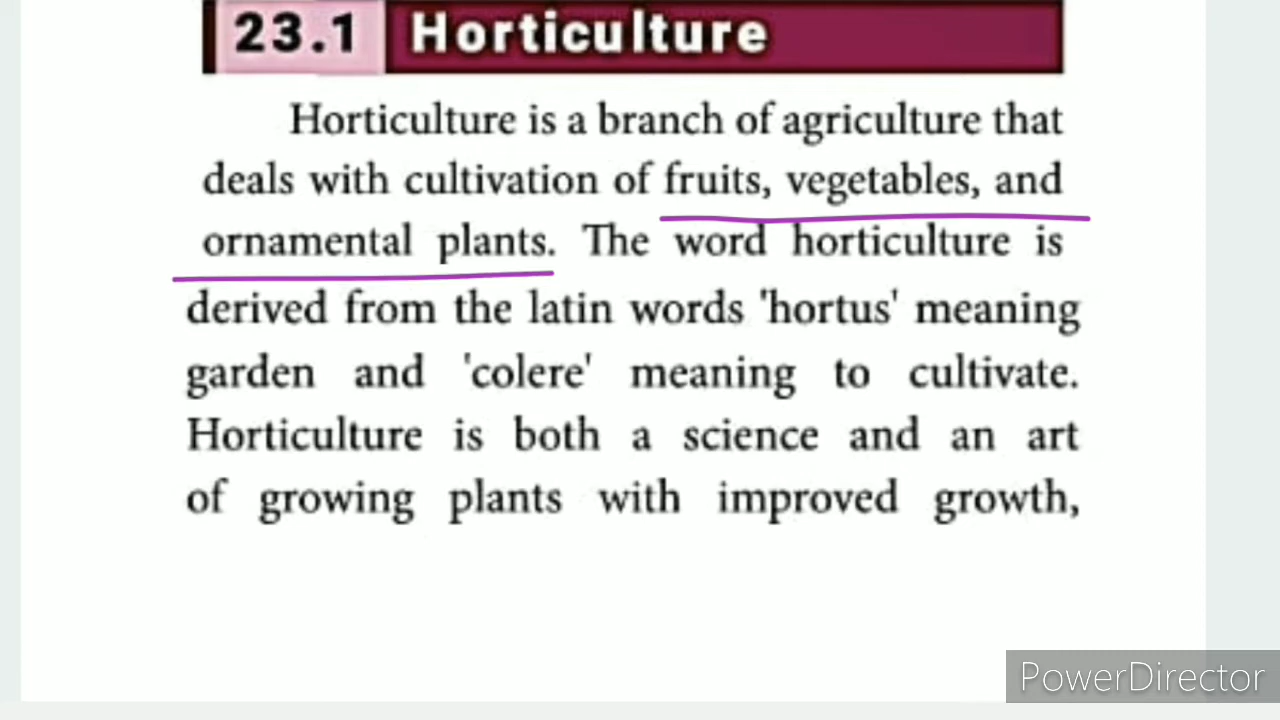 23.1 Horticulture
Horticulture is a branch of agriculture that
deals with cultivation of fruits, vegetables, and
ornamental plants. The word horticulture is
derived from the latin words 'hortus' meaning
garden and 'colere' meaning to cultivate.
Horticulture is both a science and an art
of growing plants with improved growth,
PowerDirector